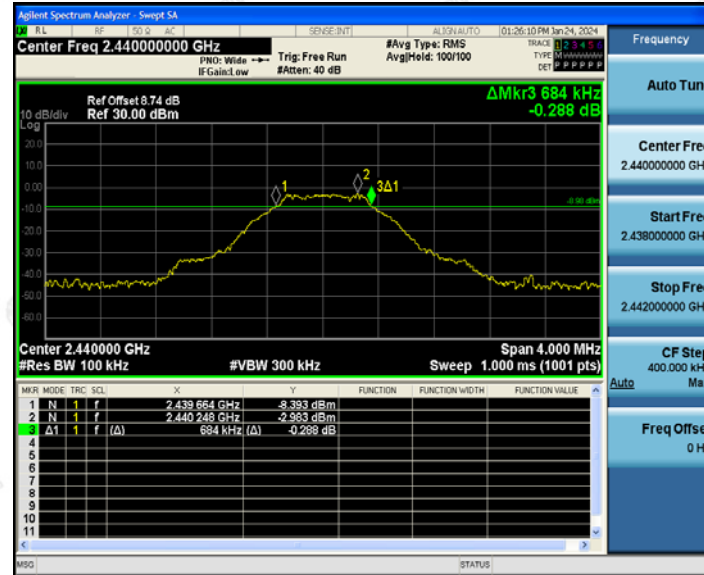 Agilent Spectrum Analyzer - Swept SA
RL RF 50 Ω AC SENSE:INT ALIGNAUTO 01:26:10 PM Jan 24, 2024
Center Freq 2.440000000 GHz
PNO: Wide
IFGain:Low
Trig: Free Run
#Atten: 40 dB
#Avg Type: RMS
Avg|Hold: 100/100
TRACE 1 2 3 4 5 6
TYPE M WWWWW
DET P P P P P P
ΔMkr3 684 kHz
-0.288 dB
Ref Offset 8.74 dB
10 dB/div Ref 30.00 dBm
Log
20.0
10.0
0.00
-10.0
-20.0
-30.0
-40.0
-50.0
-60.0
1
2
3Δ1
Center 2.440000 GHz Span 4.000 MHz
#Res BW 100 kHz #VBW 300 kHz Sweep 1.000 ms (1001 pts)
MKR MODE TRC SCL X Y FUNCTION FUNCTION WIDTH FUNCTION VALUE
1 N 1 f 2.439 664 GHz -8.393 dBm
2 N 1 f 2.440 248 GHz -2.983 dBm
3 Δ1 1 f (Δ) 684 kHz (Δ) -0.288 dB
4
5
6
7
8
9
10
11
MSG STATUS
Frequency
Auto Tun
Center Fre
2.440000000 GH
Start Fre
2.438000000 GH
Stop Fre
2.442000000 GH
CF Step
400.000 kH
Auto Ma
Freq Offse
0 H